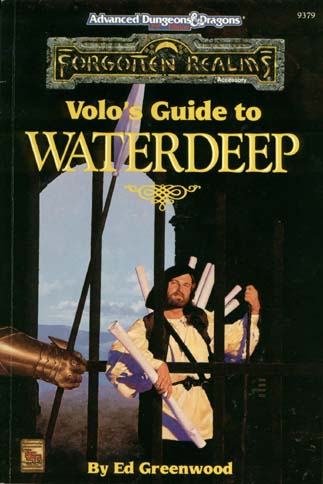 Advanced Dungeons & Dragons
9379
FORGOTTEN REALMS
Accessory
Volo's Guide to
WATERDEEP
By Ed Greenwood